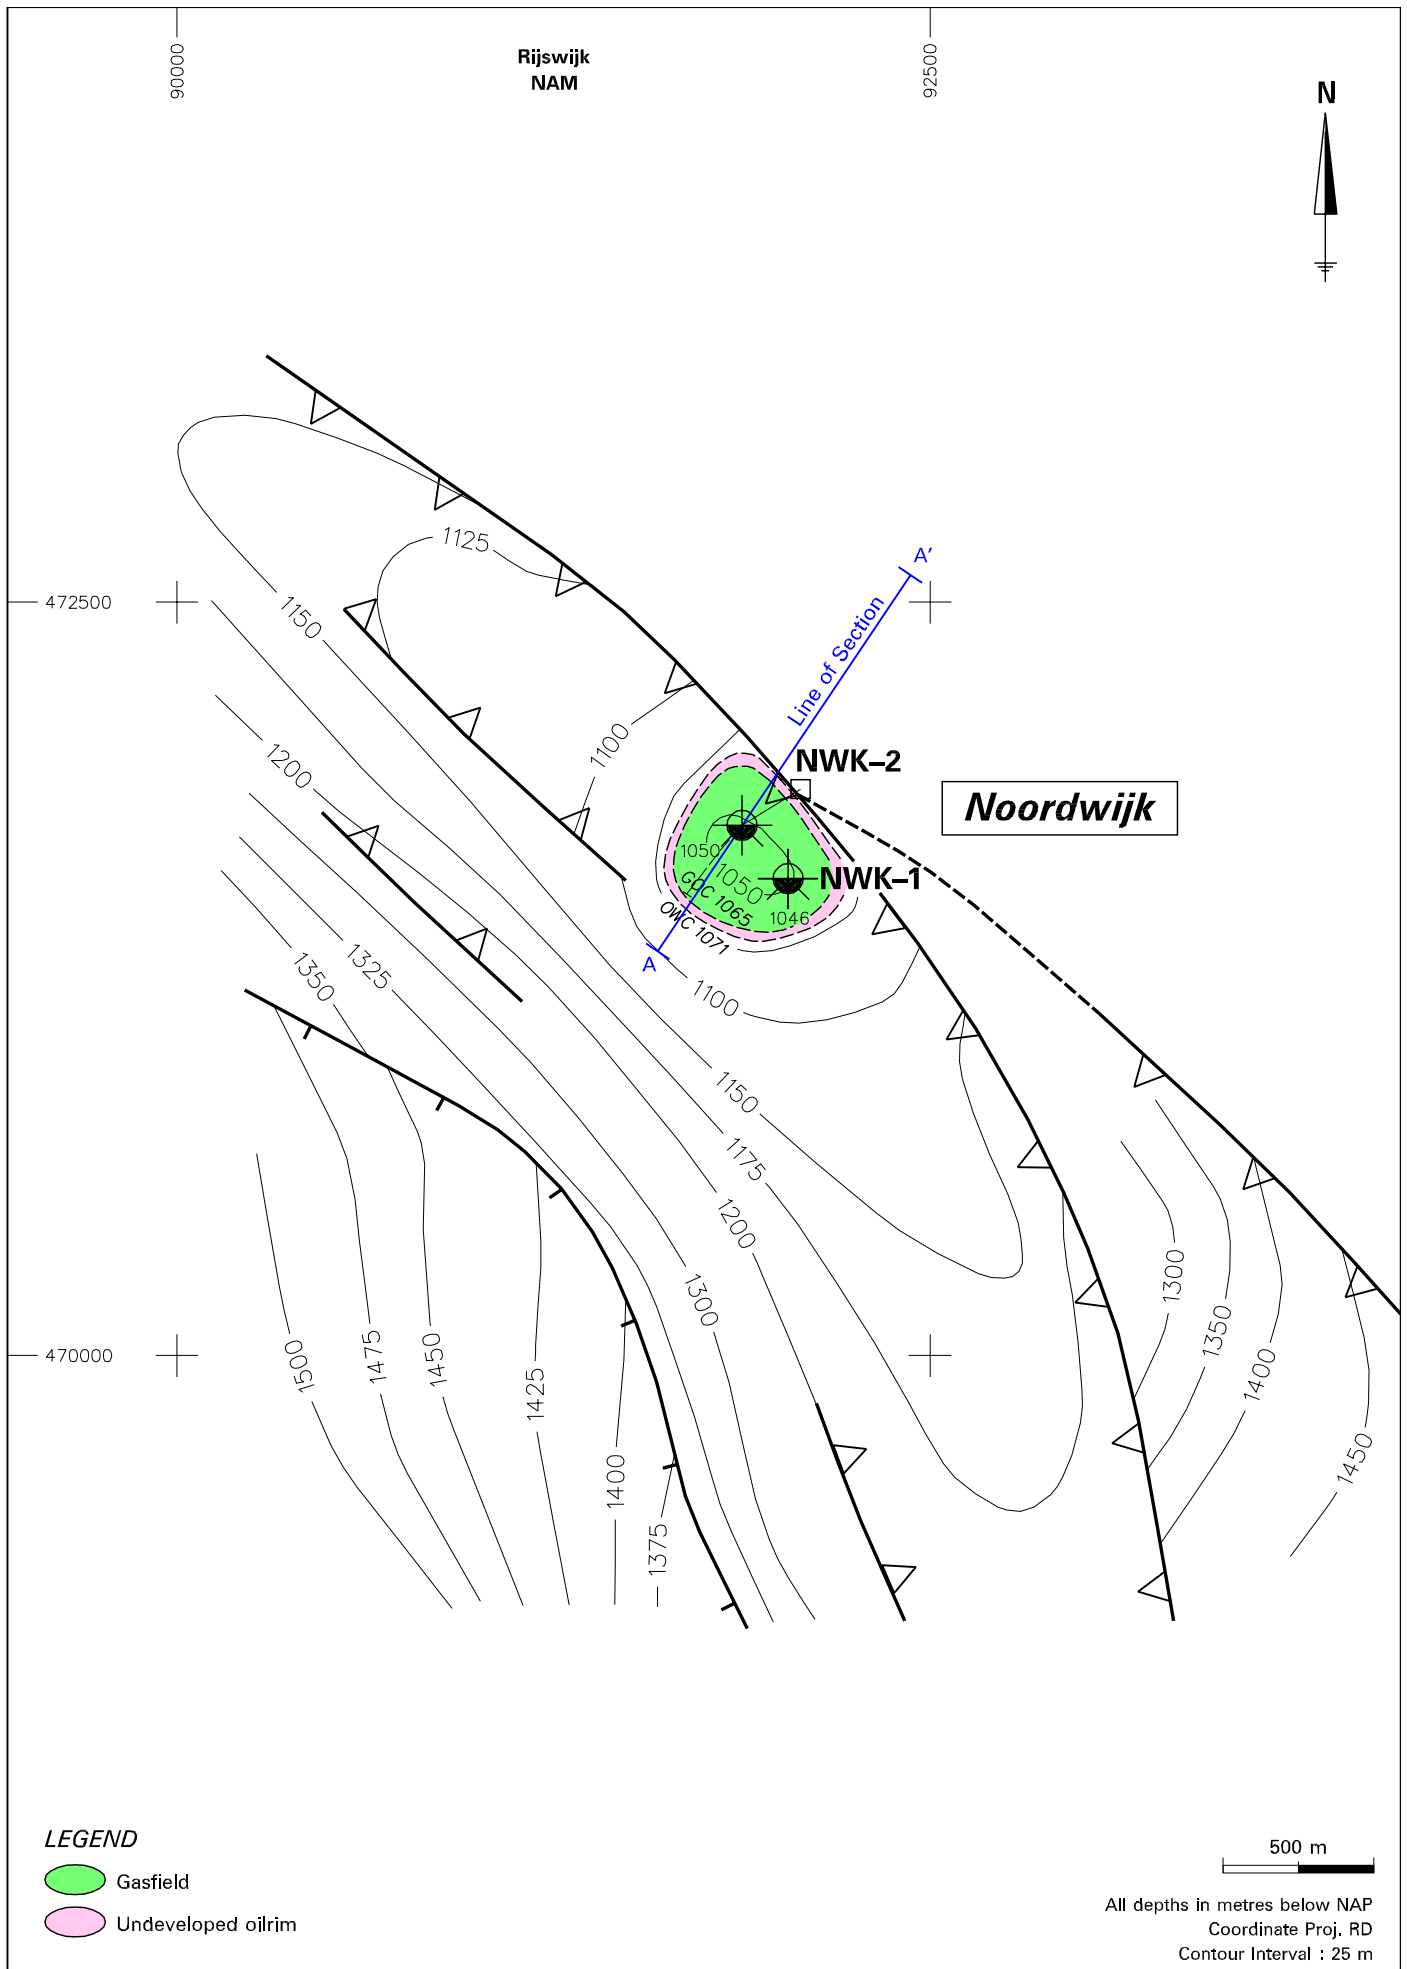 90000
92500
Rijswijk
NAM
N
1125
A'
472500
1150
Line of Section
1100
1200
NWK–2
Noordwijk
1050
1050
NWK–1
GOC 1065
1046
OWC 1071
A
1325
1350
1100
1150
1175
1200
1300
1300
1350
470000
1500
1475
1450
1425
1400
1450
1400
1375
LEGEND
Gasfield
Undeveloped oilrim
500 m
All depths in metres below NAP
Coordinate Proj. RD
Contour Interval : 25 m